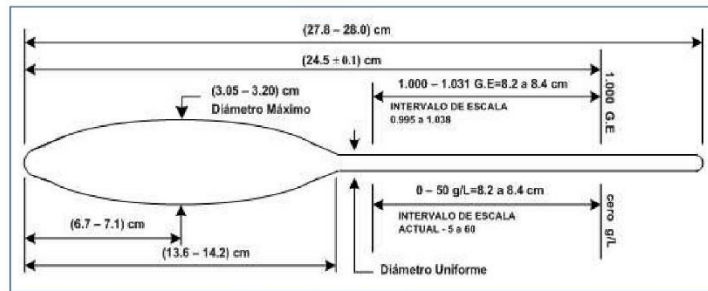 (27.8 – 28.0) cm
(24.5 ± 0.1) cm
(3.05 – 3.20) cm
Diámetro Máximo
1.000 – 1.031 G.E=8.2 a 8.4 cm
INTERVALO DE ESCALA
0.995 a 1.038
1.000 G.E
0 – 50 g/L=8.2 a 8.4 cm
INTERVALO DE ESCALA
ACTUAL - 5 a 60
cero g/L
(6.7 – 7.1) cm
(13.6 – 14.2) cm
Diámetro Uniforme